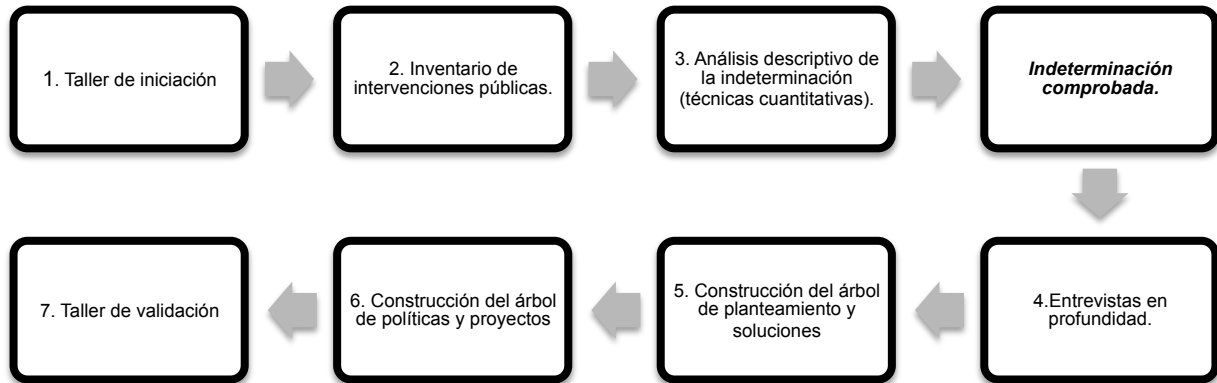 1. Taller de iniciación
2. Inventario de
intervenciones públicas.
3. Análisis descriptivo de
la indeterminación
(técnicas cuantitativas).
Indeterminación
comprobada.
4.Entrevistas en
profundidad.
5. Construcción del árbol
de planteamiento y
soluciones
6. Construcción del árbol
de políticas y proyectos
7. Taller de validación